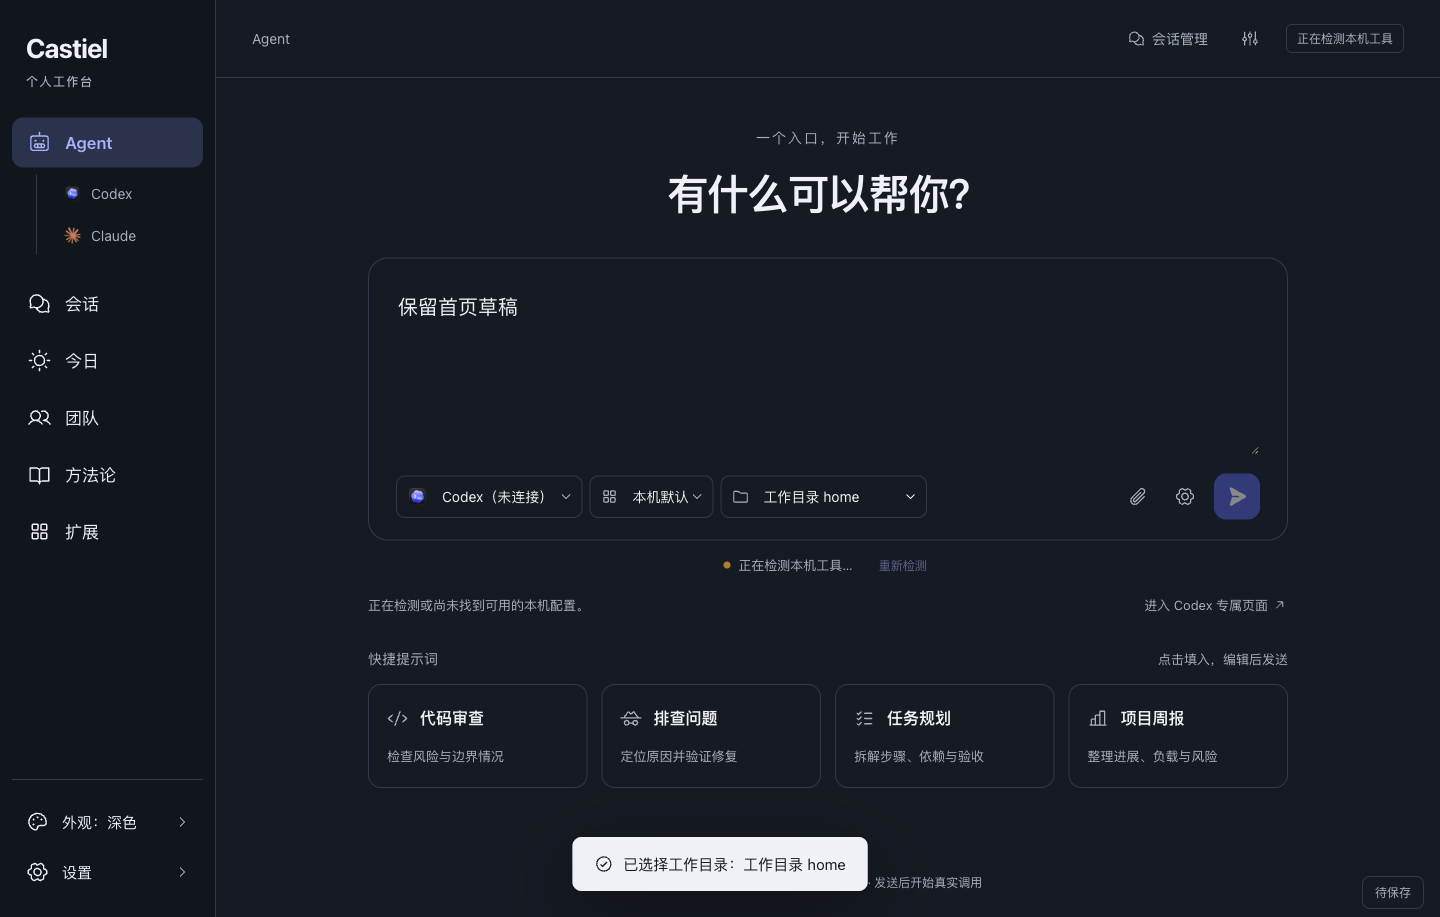 Castiel
个人工作台
Agent
Codex
Claude
会话
今日
团队
方法论
扩展
外观：深色
设置
Agent
会话管理
正在检测本机工具
一个入口，开始工作
有什么可以帮你?
保留首页草稿
Codex（未连接）
本机默认
工作目录 home
正在检测本机工具...
重新检测
正在检测或尚未找到可用的本机配置。
进入 Codex 专属页面 ↗
快捷提示词
点击填入，编辑后发送
代码审查
检查风险与边界情况
排查问题
定位原因并验证修复
任务规划
拆解步骤、依赖与验收
项目周报
整理进展、负载与风险
已选择工作目录：工作目录 home
· 发送后开始真实调用
待保存